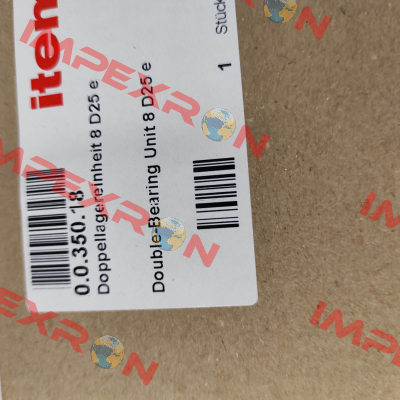 item
0.0.350.18
Doppellagereinheit 8 D25 e
Double-Bearing Unit 8 D25 e
1 Stück
IMPEXRON
IMPEXRON
IMPEXRON
IMPEXRON